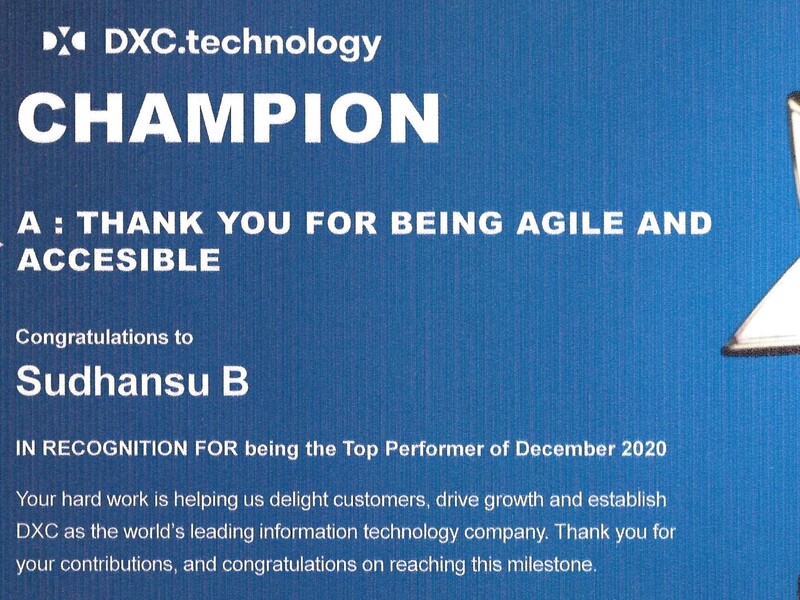 DXC.technology
CHAMPION
A : THANK YOU FOR BEING AGILE AND
ACCESIBLE
Congratulations to
Sudhansu B
IN RECOGNITION FOR being the Top Performer of December 2020
Your hard work is helping us delight customers, drive growth and establish
DXC as the world’s leading information technology company. Thank you for
your contributions, and congratulations on reaching this milestone.